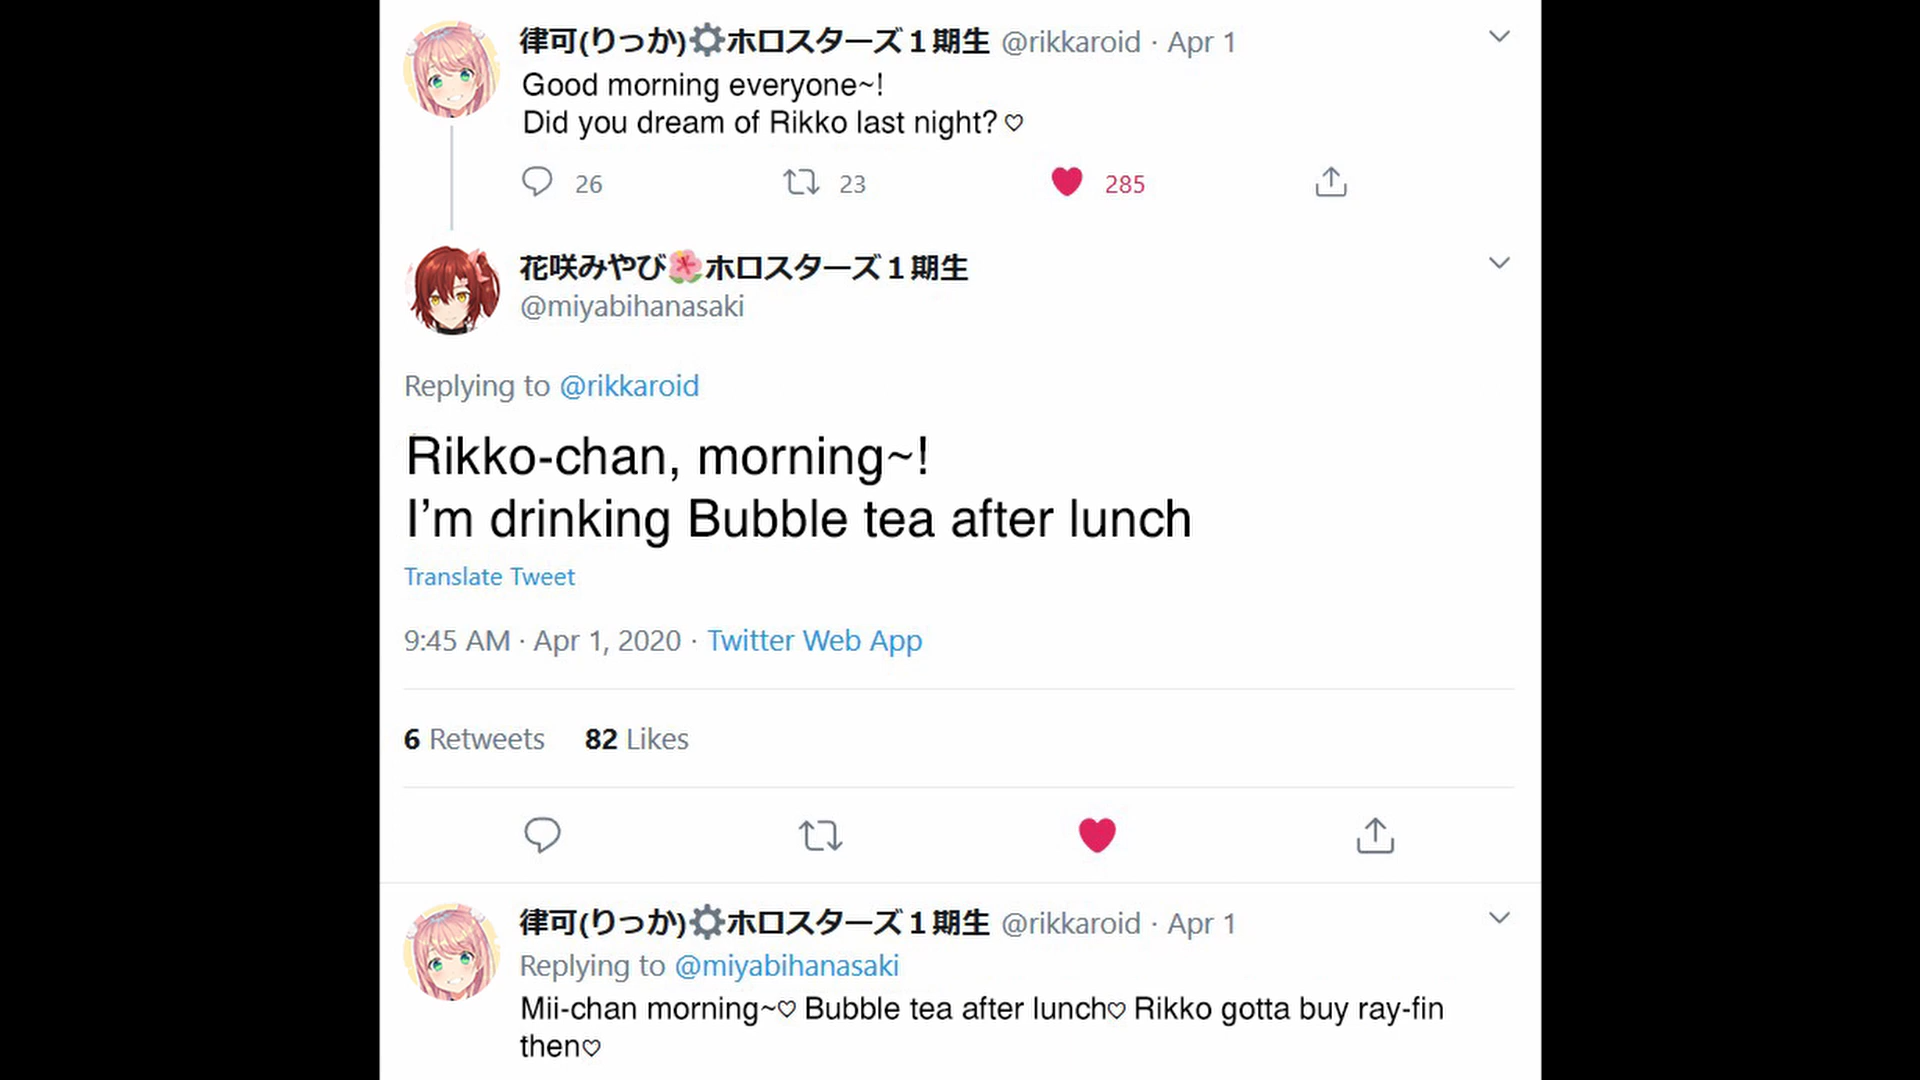 律可(りっか)⚙ホロスターズ1期生 @rikkaroid · Apr 1
Good morning everyone~!
Did you dream of Rikko last night?♡
26 23 285
花咲みやび🌺ホロスターズ1期生
@miyabihanasaki
Replying to @rikkaroid
Rikko-chan, morning~!
I'm drinking Bubble tea after lunch
Translate Tweet
9:45 AM · Apr 1, 2020 · Twitter Web App
6 Retweets 82 Likes
律可(りっか)⚙ホロスターズ1期生 @rikkaroid · Apr 1
Replying to @miyabihanasaki
Mii-chan morning~♡ Bubble tea after lunch♡ Rikko gotta buy ray-fin
then♡